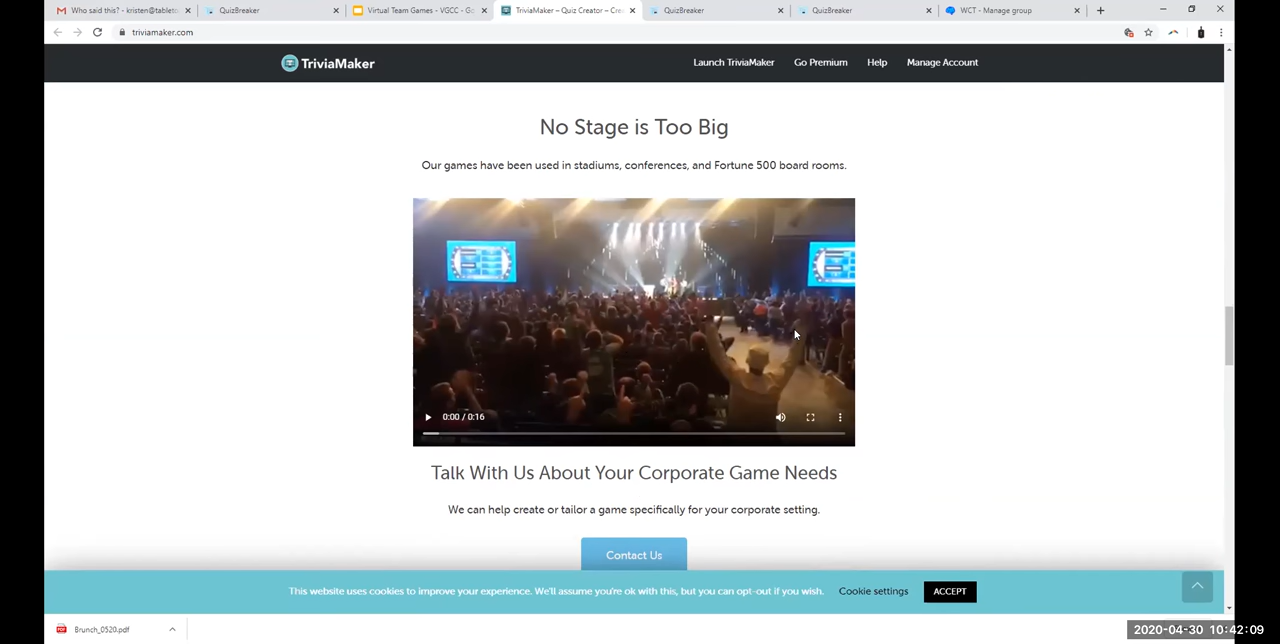 Who said this? - kristen@tableto
QuizBreaker
Virtual Team Games - VGCC - Go
TriviaMaker – Quiz Creator – Cre
QuizBreaker
QuizBreaker
WCT - Manage group
triviamaker.com
TriviaMaker
Launch TriviaMaker
Go Premium
Help
Manage Account
No Stage is Too Big
Our games have been used in stadiums, conferences, and Fortune 500 board rooms.
0:00 / 0:16
Talk With Us About Your Corporate Game Needs
We can help create or tailor a game specifically for your corporate setting.
Contact Us
This website uses cookies to improve your experience. We'll assume you're ok with this, but you can opt-out if you wish.
Cookie settings
ACCEPT
Brunch_0520.pdf
2020-04-30 10:42:09